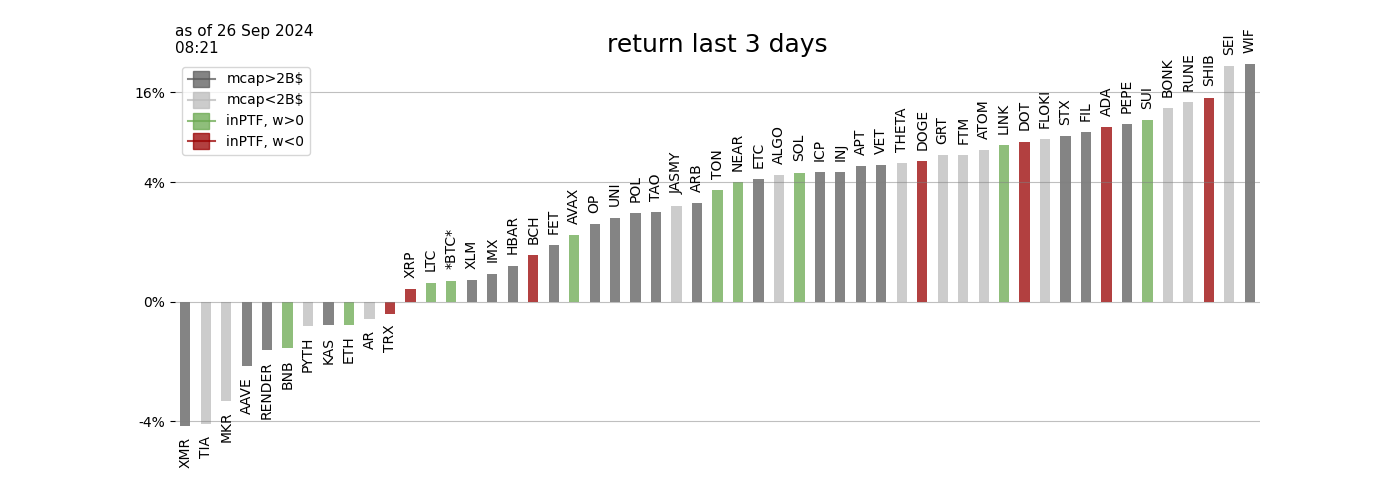 as of 26 Sep 2024
08:21
return last 3 days
mcap>2B$
mcap<2B$
inPTF, w>0
inPTF, w<0
16%
4%
0%
-4%
XMR
TIA
MKR
AAVE
RENDER
BNB
PYTH
KAS
ETH
AR
TRX
XRP
LTC
*BTC*
XLM
IMX
HBAR
BCH
FET
AVAX
OP
UNI
POL
TAO
JASMY
ARB
TON
NEAR
ETC
ALGO
SOL
ICP
INJ
APT
VET
THETA
DOGE
GRT
FTM
ATOM
LINK
DOT
FLOKI
STX
FIL
ADA
PEPE
SUI
BONK
RUNE
SHIB
SEI
WIF